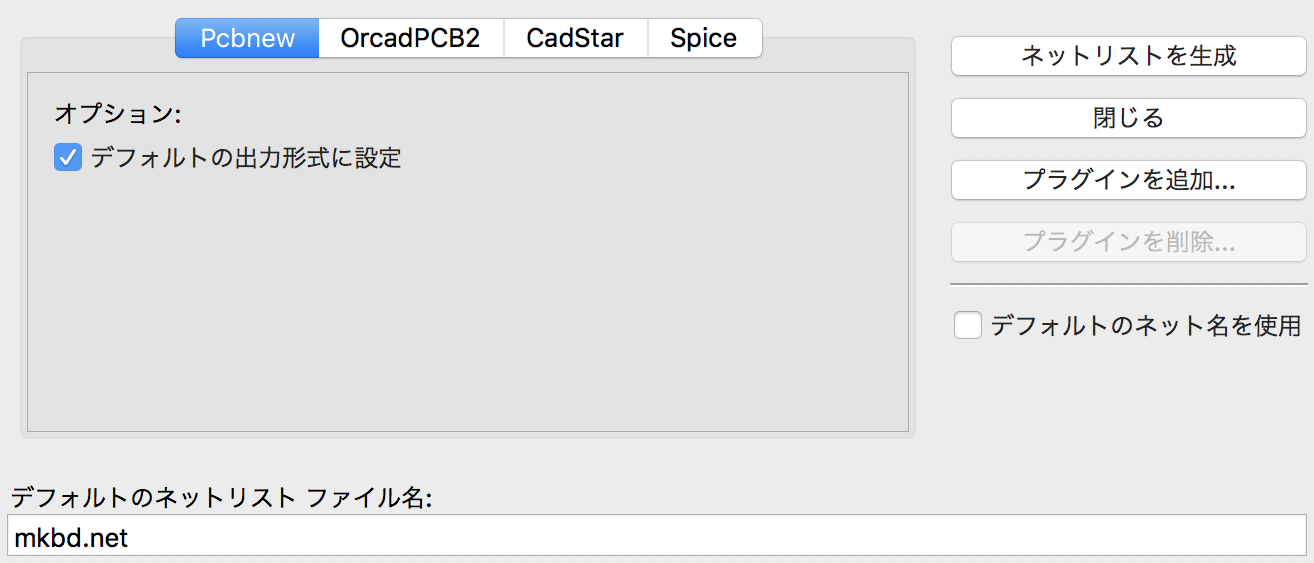 Pcbnew OrcadPCB2 CadStar Spice
オプション:
デフォルトの出力形式に設定
ネットリストを生成
閉じる
プラグインを追加...
プラグインを削除...
デフォルトのネット名を使用
デフォルトのネットリスト ファイル名:
mkbd.net